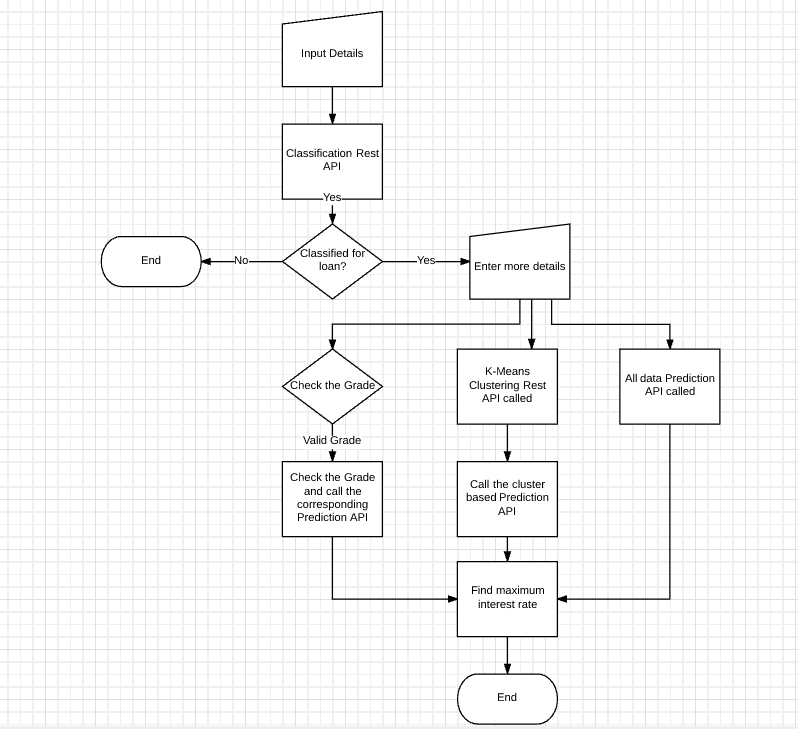 Input Details
Classification Rest
API
Yes
Classified for
loan?
No
End
Yes
Enter more details
Check the Grade
K-Means
Clustering Rest
API called
All data Prediction
API called
Valid Grade
Check the Grade
and call the
corresponding
Prediction API
Call the cluster
based Prediction
API
Find maximum
interest rate
End